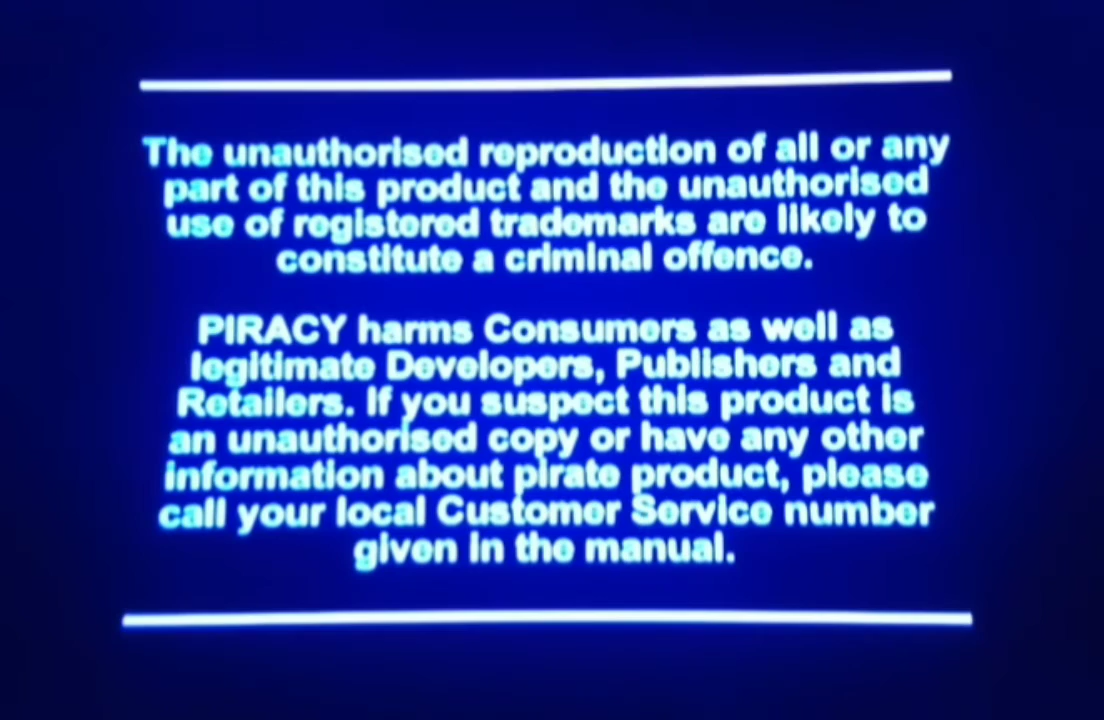 The unauthorised reproduction of all or any
part of this product and the unauthorised
use of registered trademarks are likely to
constitute a criminal offence.
PIRACY harms Consumers as well as
legitimate Developers, Publishers and
Retailers. If you suspect this product is
an unauthorised copy or have any other
information about pirate product, please
call your local Customer Service number
given in the manual.